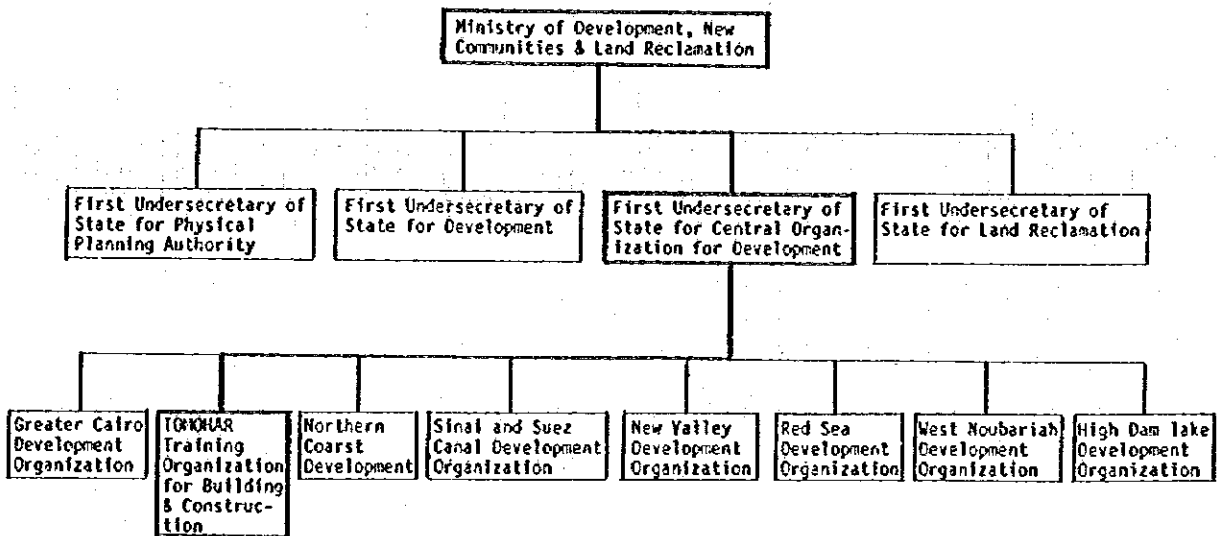 Ministry of Development, New
Communities & Land Reclamation
First Undersecretary of
State for Physical
Planning Authority
First Undersecretary of
State for Development
First Undersecretary of
State for Central Organ-
ization for Development
First Undersecretary of
State for Land Reclamation
Greater Cairo
Development
Organization
TOMOHAR
Training
Organization
for Building
& Construc-
tion
Northern
Coarst
Development
Sinai and Suez
Canal Development
Organization
New Valley
Development
Organization
Red Sea
Development
Organization
West Noubariah
Development
Organization
High Dam lake
Development
Organization